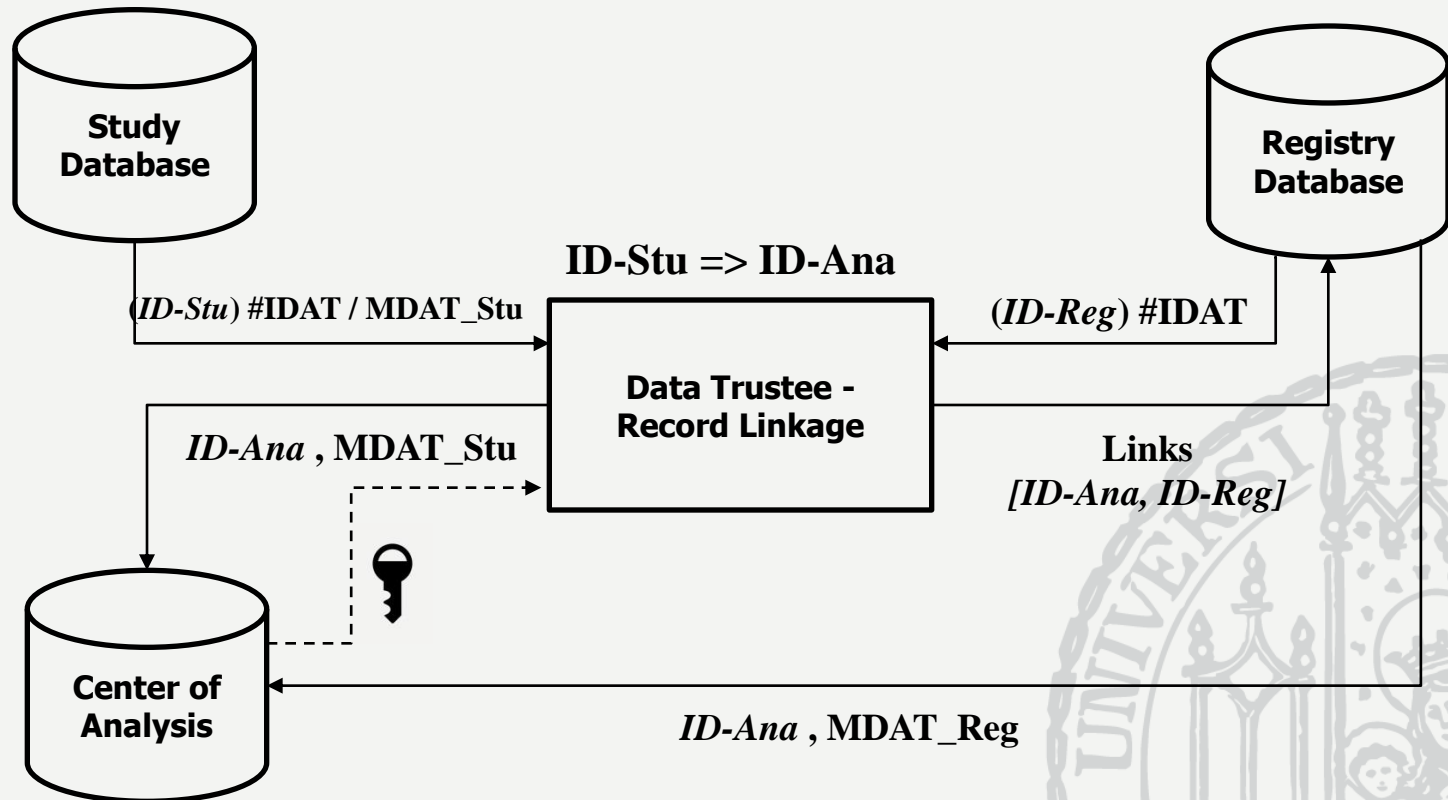 Study
Database
Registry
Database
ID-Stu => ID-Ana
(ID-Stu) #IDAT / MDAT_Stu
(ID-Reg) #IDAT
Data Trustee -
Record Linkage
ID-Ana , MDAT_Stu
Links
[ID-Ana, ID-Reg]
Center of
Analysis
ID-Ana , MDAT_Reg
UNIVERSI